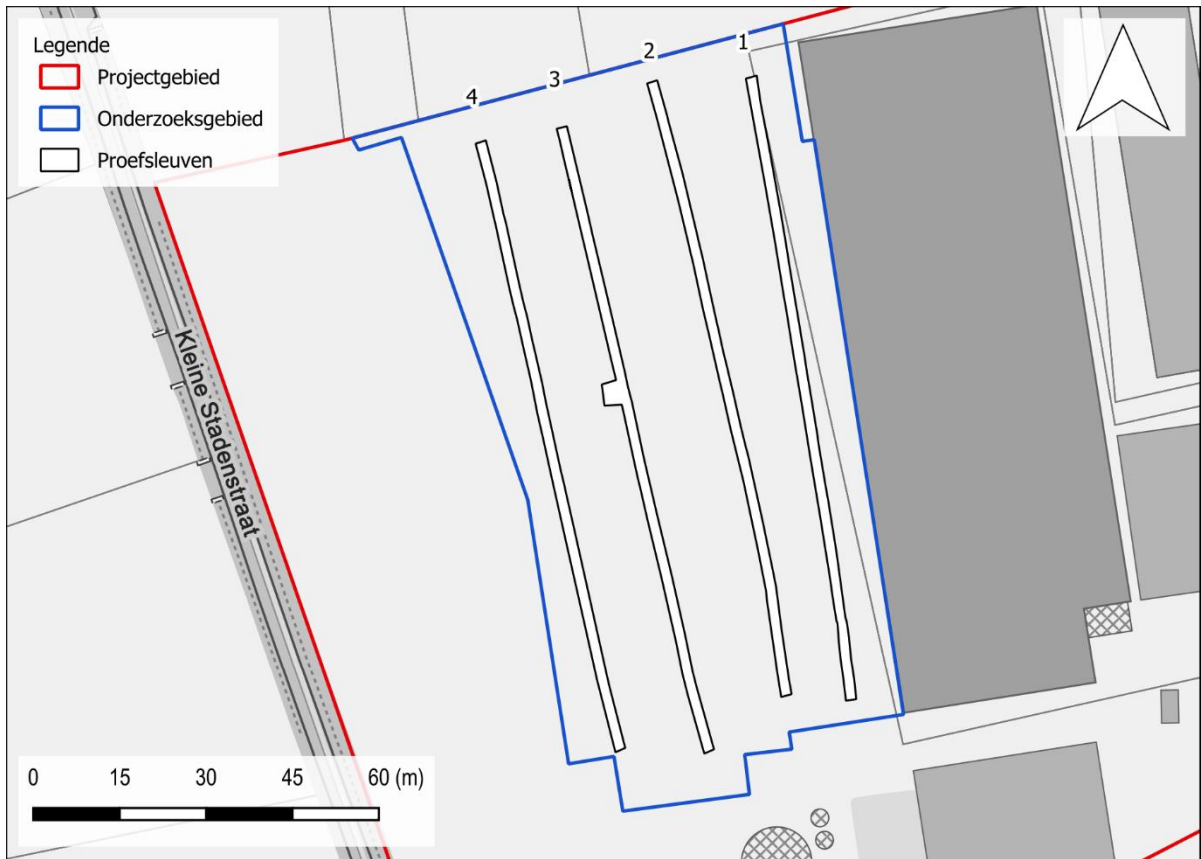 Legende
Projectgebied
Onderzoeksgebied
Proefsleuven
1
2
3
4
Kleine Stadenstraat
0 15 30 45 60 (m)